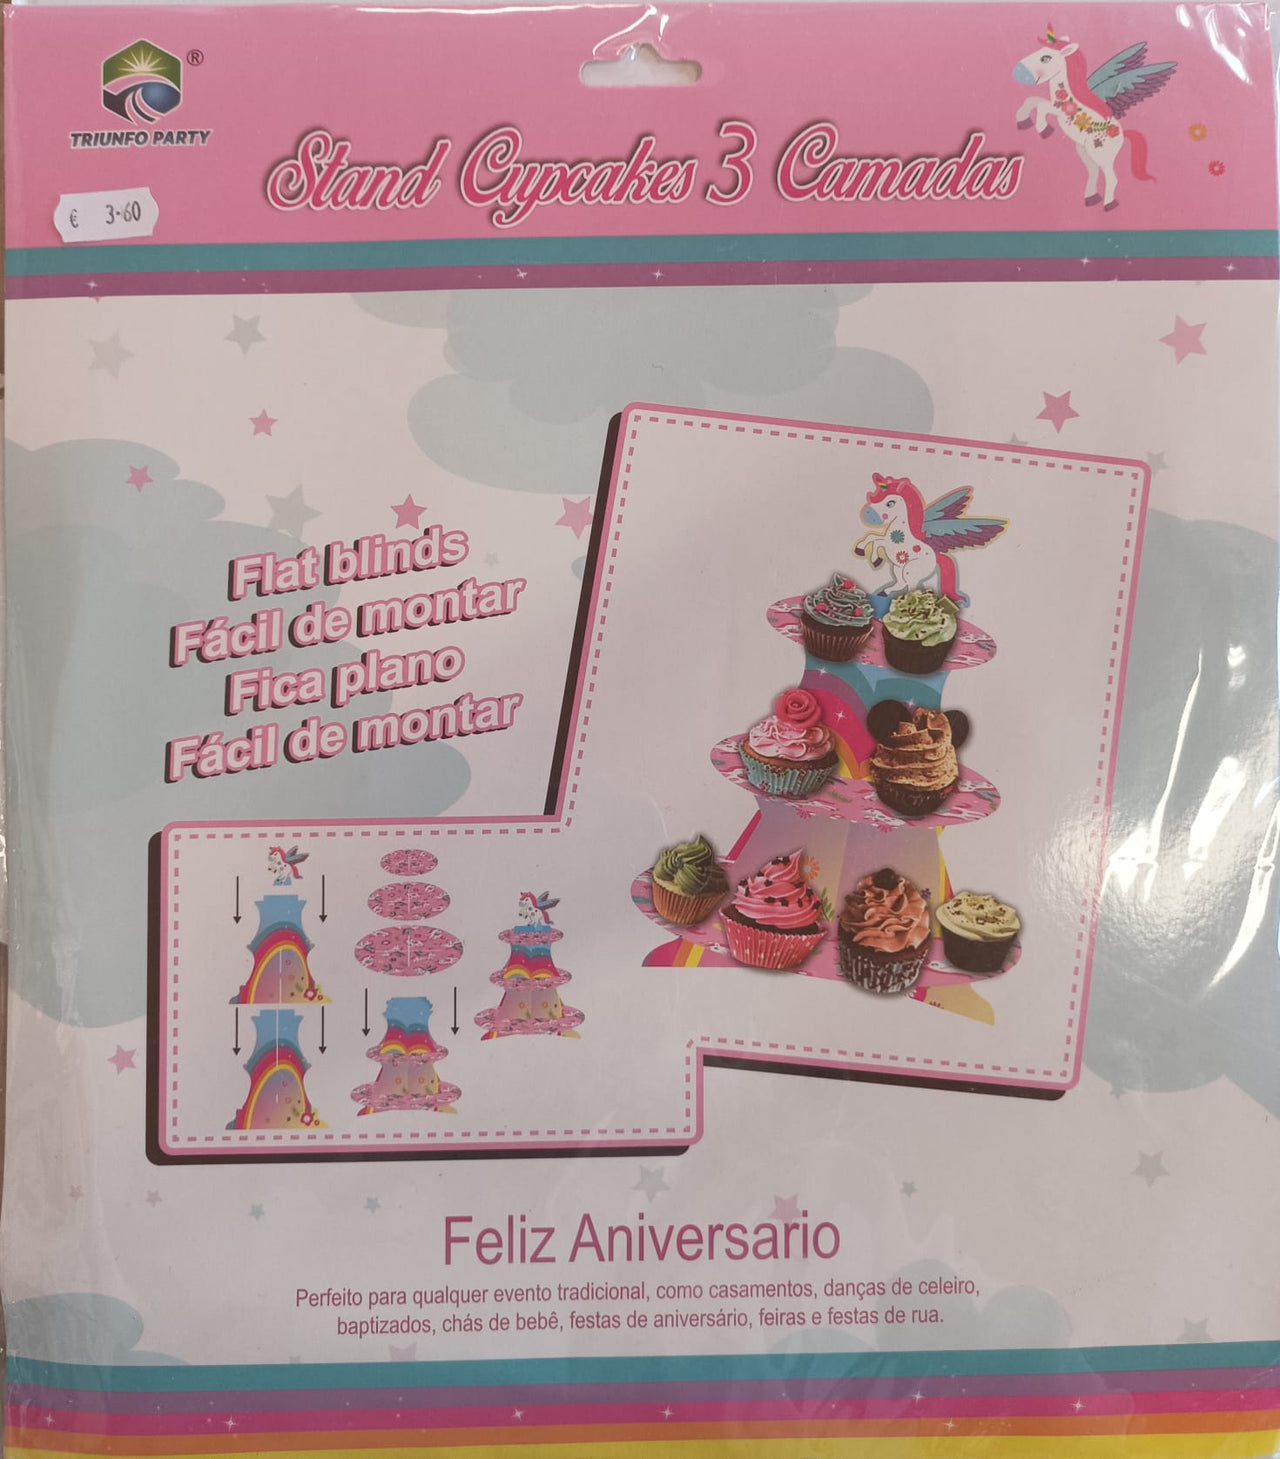 ®
TRIUNFO PARTY
€ 3-60
Stand Cupcakes 3 Camadas
Flat blinds
Fácil de montar
Fica plano
Fácil de montar
Feliz Aniversario
Perfeito para qualquer evento tradicional, como casamentos, danças de celeiro,
baptizados, chás de bebê, festas de aniversário, feiras e festas de rua.